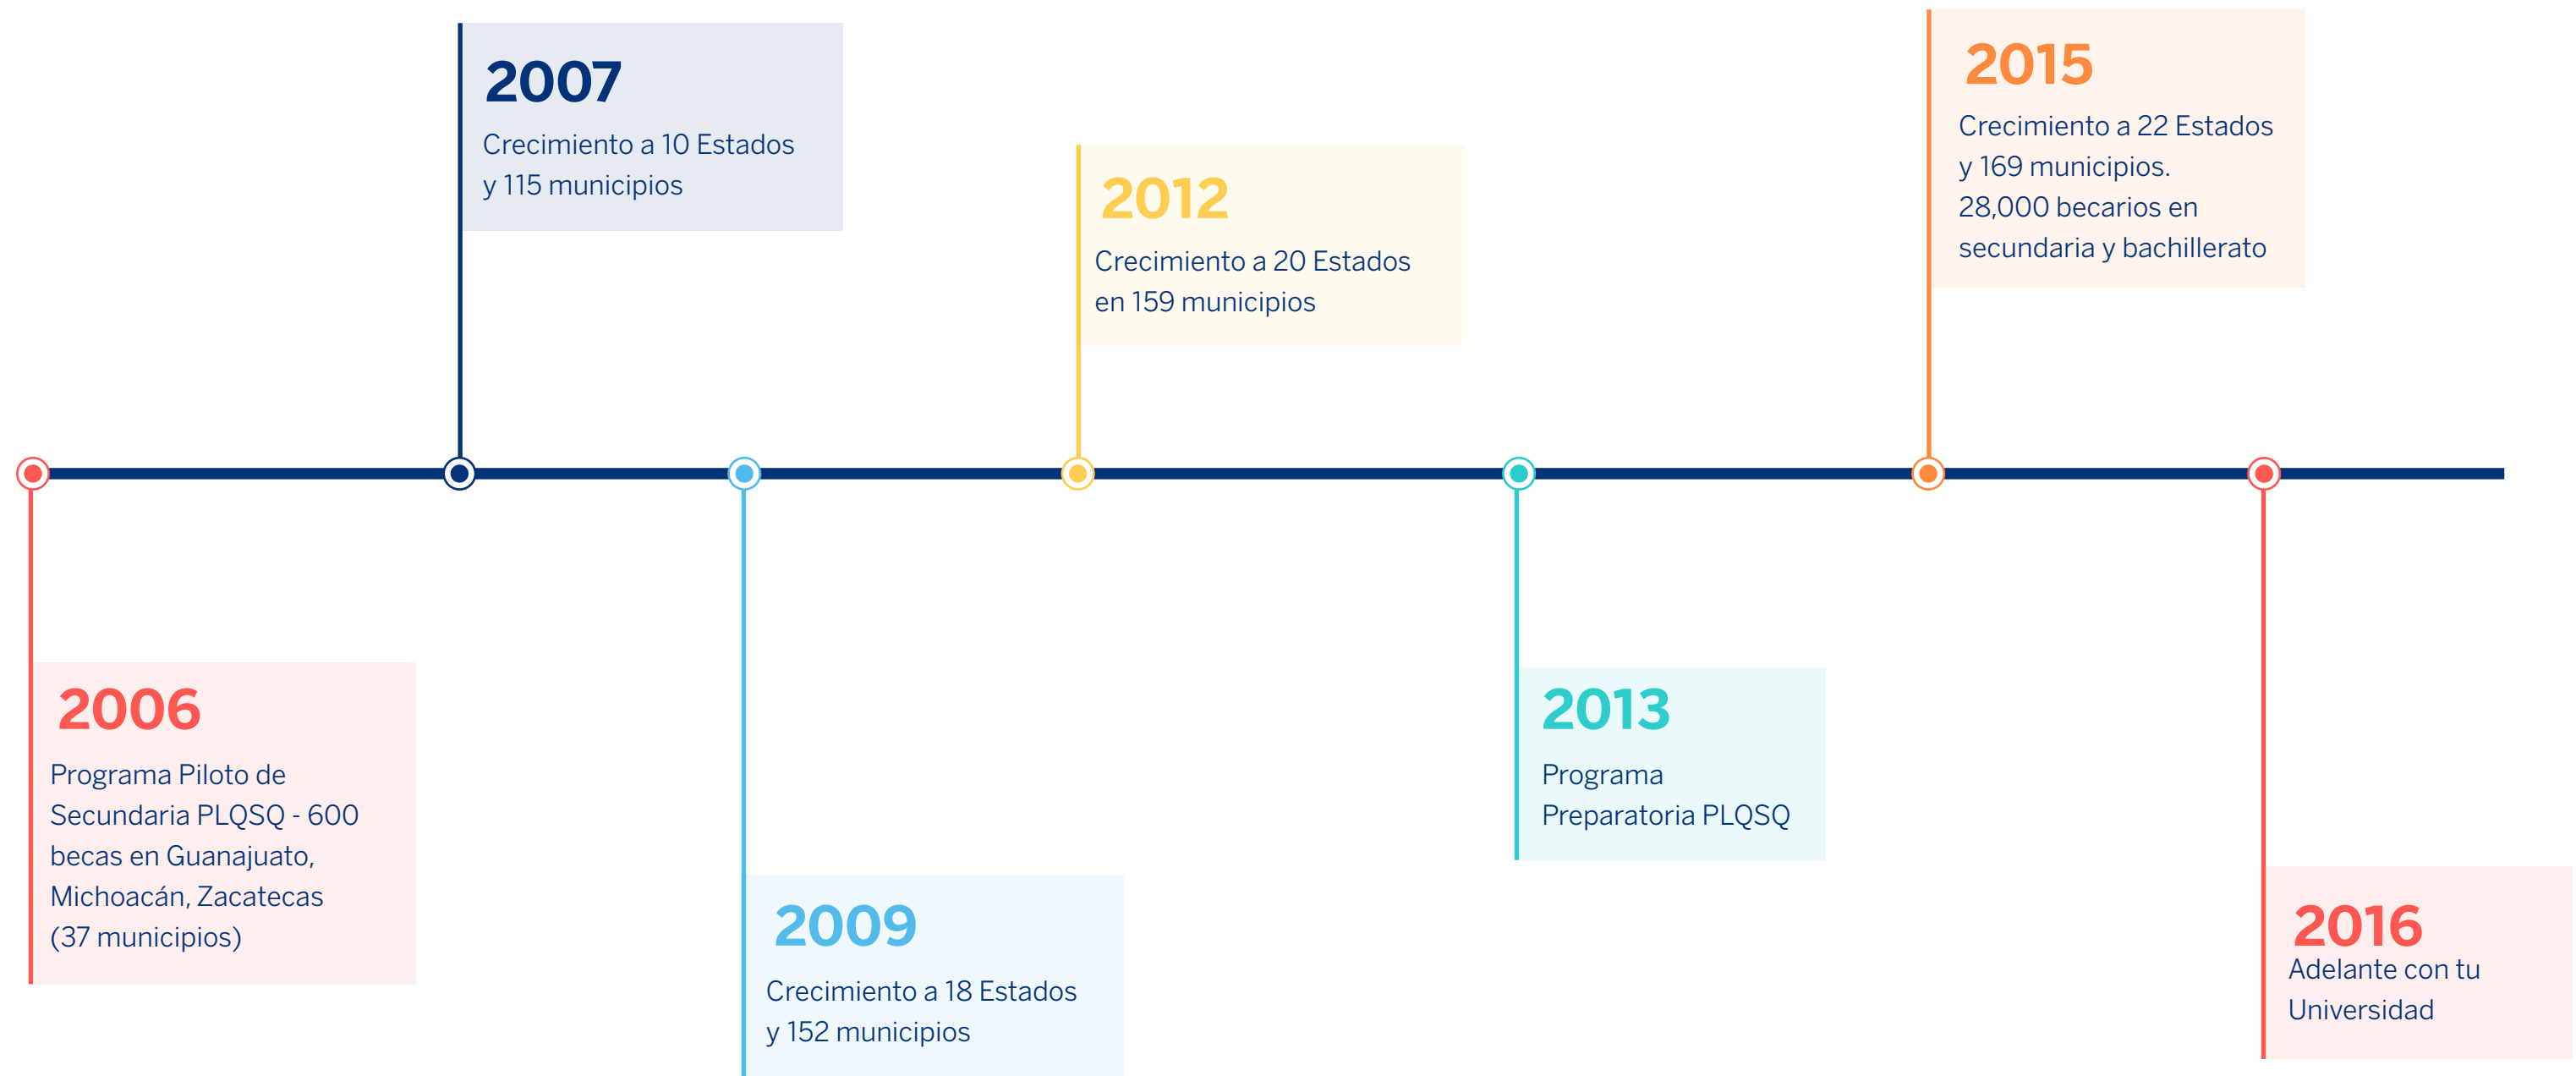 2006
Programa Piloto de
Secundaria PLQSQ - 600
becas en Guanajuato,
Michoacán, Zacatecas
(37 municipios)
2007
Crecimiento a 10 Estados
y 115 municipios
2009
Crecimiento a 18 Estados
y 152 municipios
2012
Crecimiento a 20 Estados
en 159 municipios
2013
Programa
Preparatoria PLQSQ
2015
Crecimiento a 22 Estados
y 169 municipios.
28,000 becarios en
secundaria y bachillerato
2016
Adelante con tu
Universidad